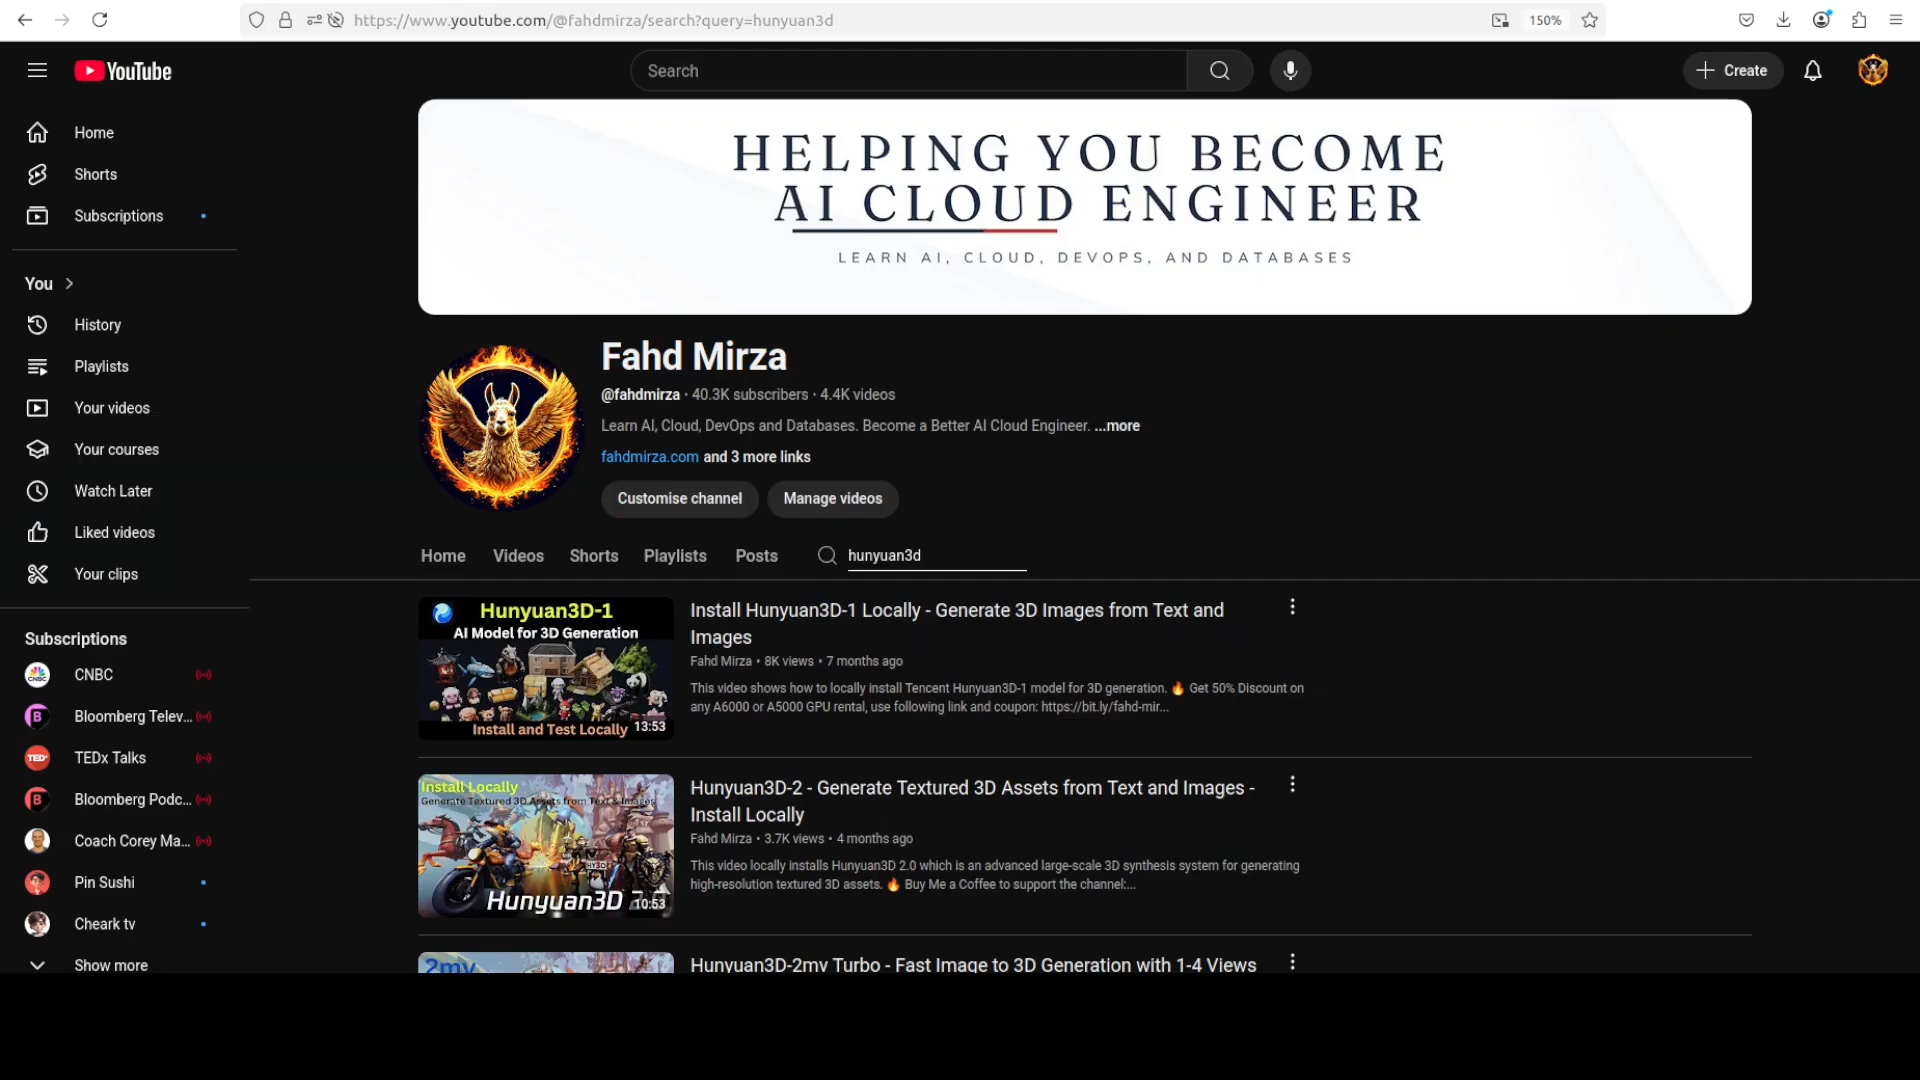 https://www.youtube.com/@fahdmirza/search?query=hunyuan3d
150%
YouTube
Search
Create
Home
Shorts
Subscriptions
You
History
Playlists
Your videos
Your courses
Watch Later
Liked videos
Your clips
Subscriptions
CNBC
Bloomberg Telev...
TEDx Talks
Bloomberg Podc...
Coach Corey Ma...
Pin Sushi
Cheark tv
Show more
HELPING YOU BECOME
AI CLOUD ENGINEER
LEARN AI, CLOUD, DEVOPS, AND DATABASES
Fahd Mirza
@fahdmirza • 40.3K subscribers • 4.4K videos
Learn AI, Cloud, DevOps and Databases. Become a Better AI Cloud Engineer. ...more
fahdmirza.com and 3 more links
Customise channel
Manage videos
Home
Videos
Shorts
Playlists
Posts
hunyuan3d
Hunyuan3D-1
AI Model for 3D Generation
Install and Test Locally
13:53
Install Hunyuan3D-1 Locally - Generate 3D Images from Text and
Images
Fahd Mirza • 8K views • 7 months ago
This video shows how to locally install Tencent Hunyuan3D-1 model for 3D generation. 🔥 Get 50% Discount on
any A6000 or A5000 GPU rental, use following link and coupon: https://bit.ly/fahd-mir...
Install Locally
Generate Textured 3D Assets from Text & Images
Hunyuan3D
10:53
Hunyuan3D-2 - Generate Textured 3D Assets from Text and Images -
Install Locally
Fahd Mirza • 3.7K views • 4 months ago
This video locally installs Hunyuan3D 2.0 which is an advanced large-scale 3D synthesis system for generating
high-resolution textured 3D assets. 🔥 Buy Me a Coffee to support the channel:...
2mv
Hunyuan3D-2mv Turbo - Fast Image to 3D Generation with 1-4 Views